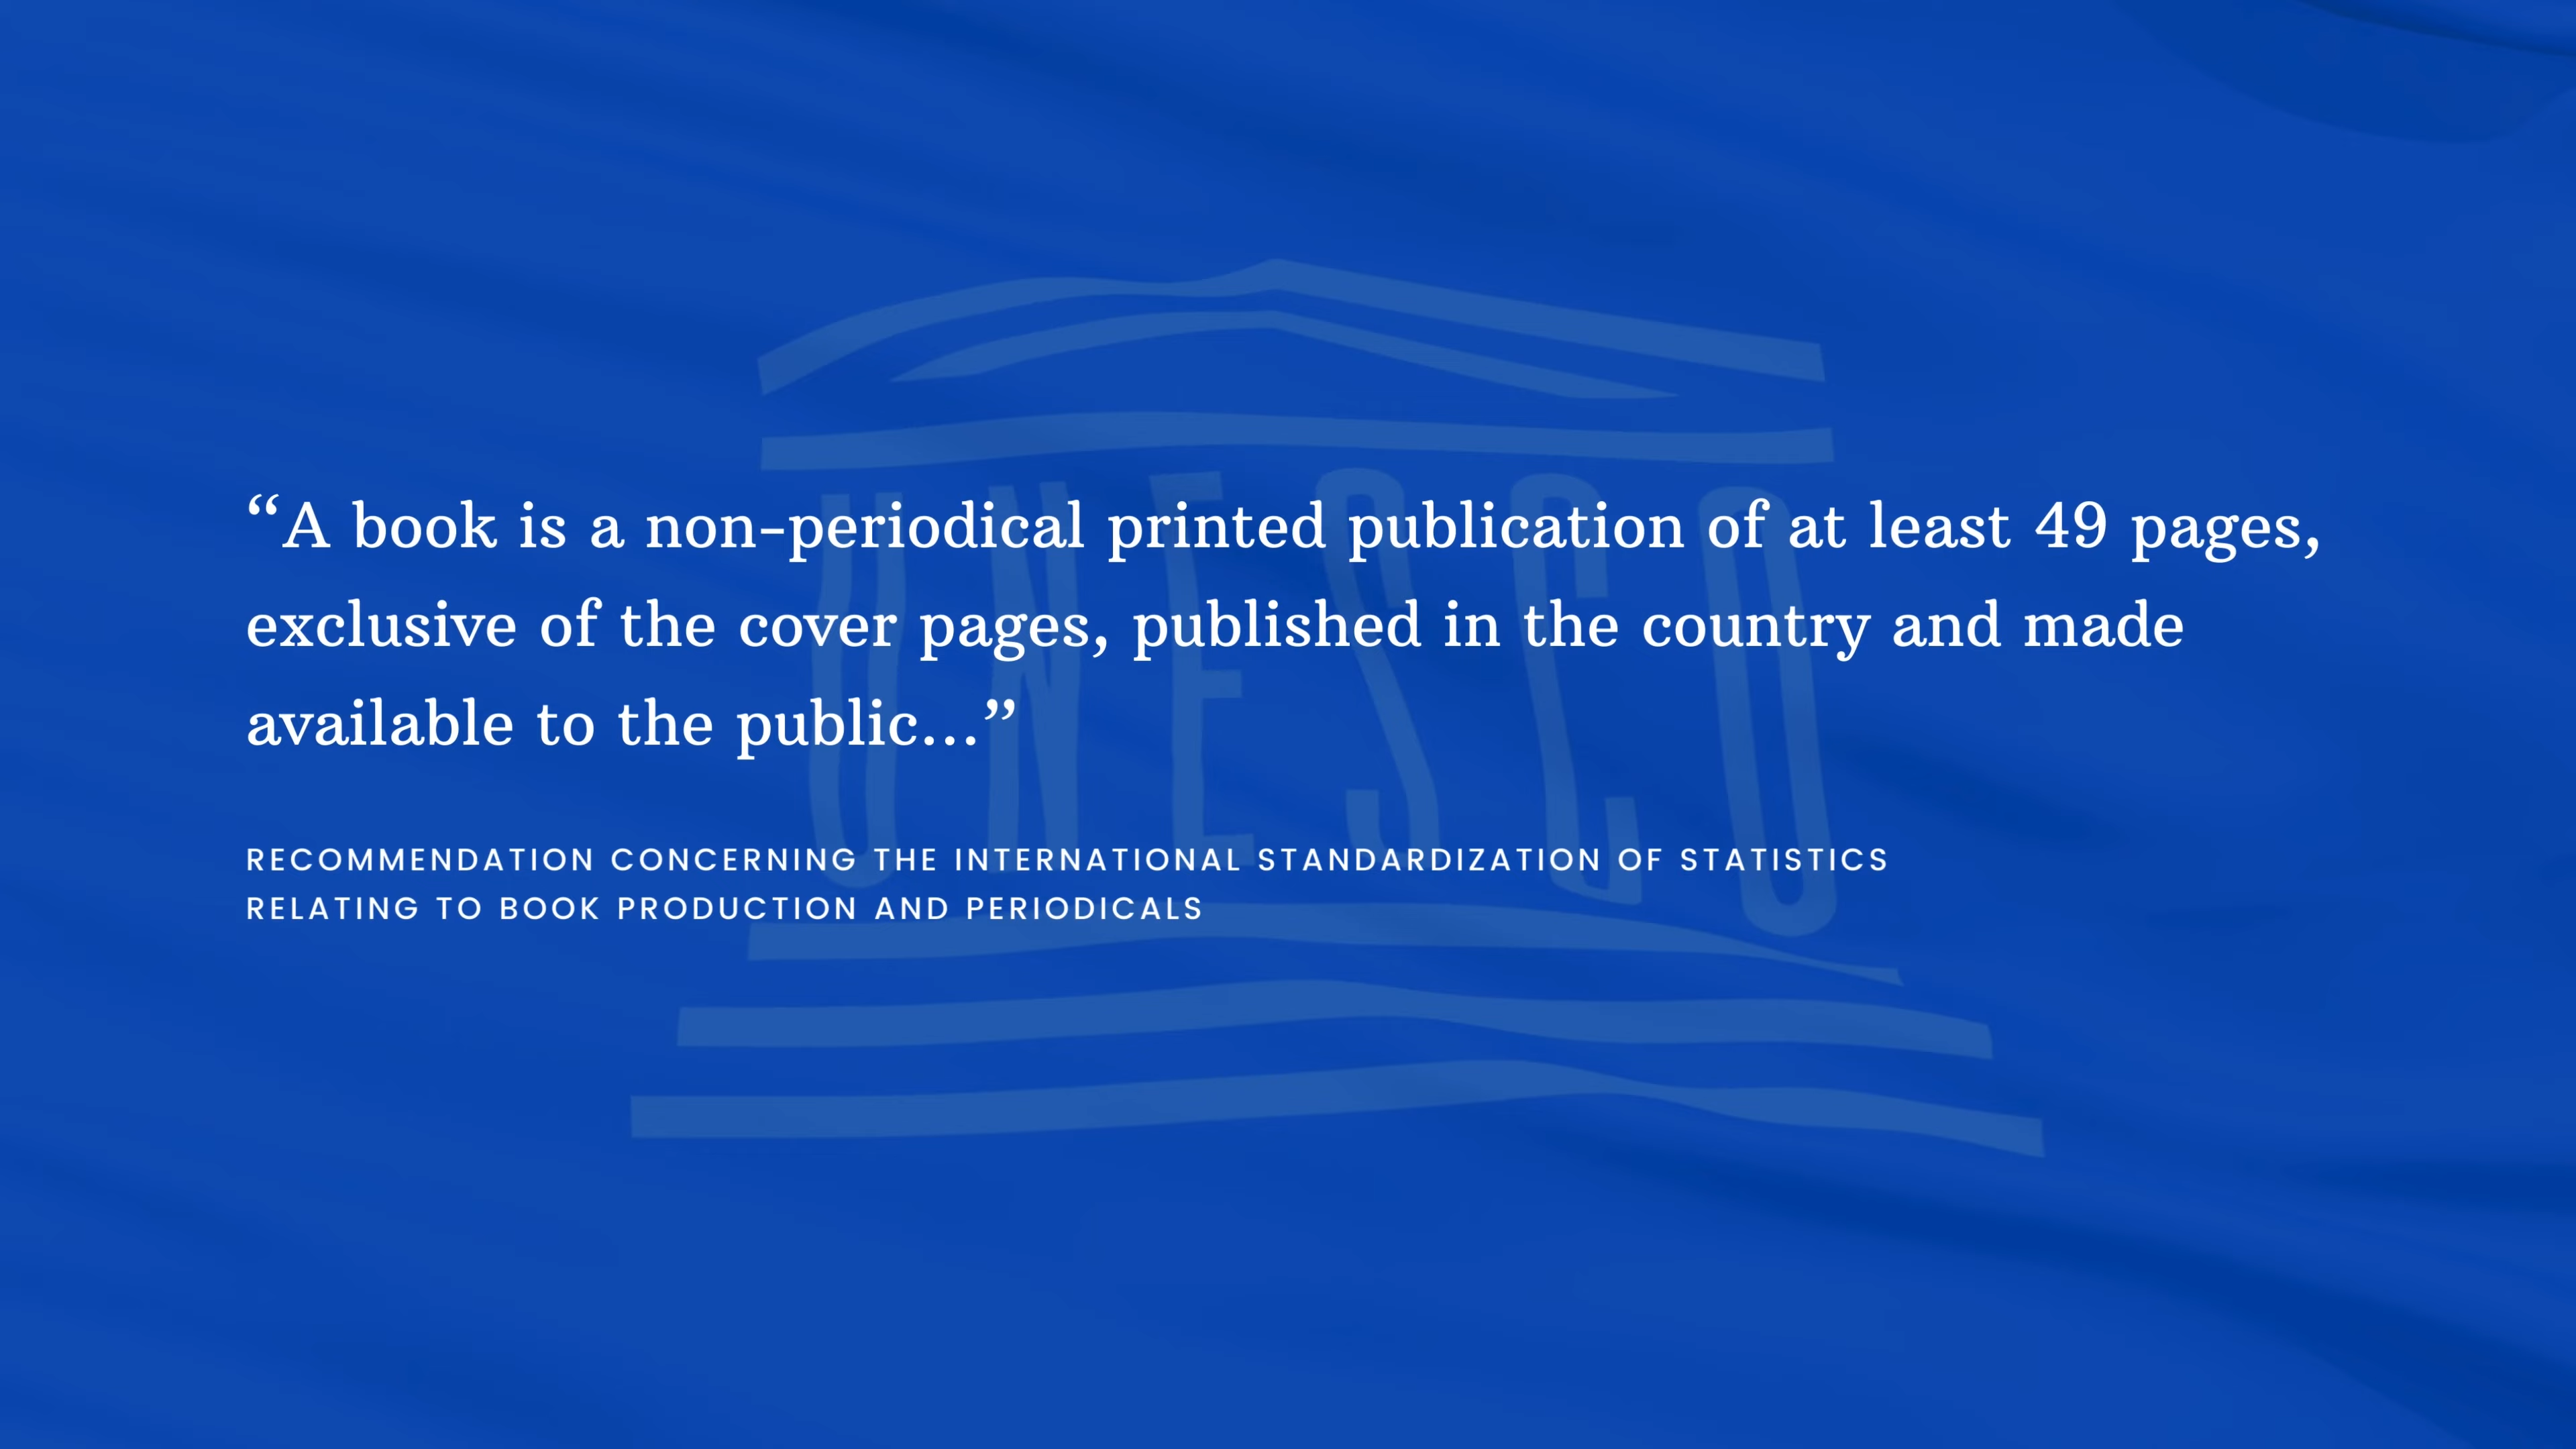 “A book is a non-periodical printed publication of at least 49 pages,
exclusive of the cover pages, published in the country and made
available to the public...”
RECOMMENDATION CONCERNING THE INTERNATIONAL STANDARDIZATION OF STATISTICS
RELATING TO BOOK PRODUCTION AND PERIODICALS
UNESCO